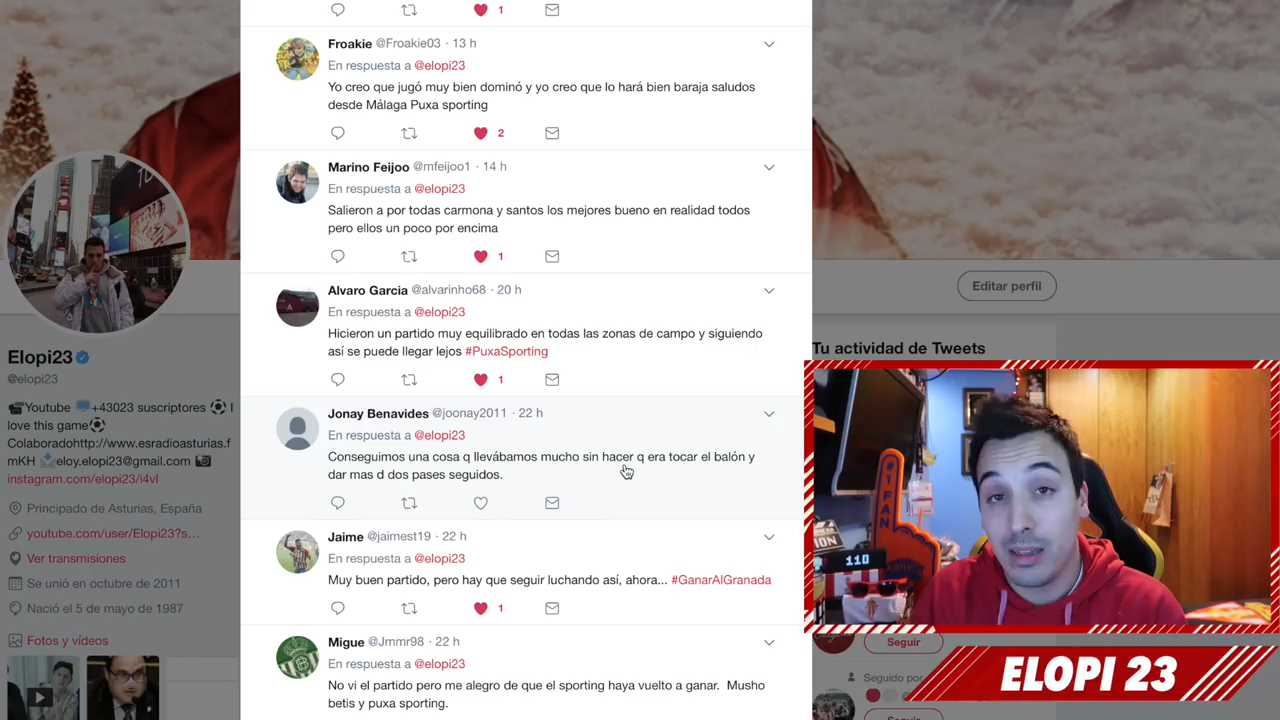 1
Froakie @Froakie03 · 13 h
En respuesta a @elopi23
Yo creo que jugó muy bien dominó y yo creo que lo hará bien baraja saludos
desde Málaga Puxa sporting
2
Marino Feijoo @mfeijoo1 · 14 h
En respuesta a @elopi23
Salieron a por todas carmona y santos los mejores bueno en realidad todos
pero ellos un poco por encima
1
Alvaro Garcia @alvarinho68 · 20 h
En respuesta a @elopi23
Hicieron un partido muy equilibrado en todas las zonas de campo y siguiendo
así se puede llegar lejos #PuxaSporting
1
Jonay Benavides @joonay2011 · 22 h
En respuesta a @elopi23
Conseguimos una cosa q llevábamos mucho sin hacer q era tocar el balón y
dar mas d dos pases seguidos.
Jaime @jaimest19 · 22 h
En respuesta a @elopi23
Muy buen partido, pero hay que seguir luchando así, ahora... #GanarAlGranada
1
Migue @Jmmr98 · 22 h
En respuesta a @elopi23
No vi el partido pero me alegro de que el sporting haya vuelto a ganar. Musho
betis y puxa sporting.
Elopi23
@elopi23
Youtube +43023 suscriptores I
love this game
Colaboradohttp://www.esradioasturias.f
mKH eloy.elopi23@gmail.com
instagram.com/elopi23/i4vI
Principado de Asturias, España
youtube.com/user/Elopi23?s...
Ver transmisiones
Se unió en octubre de 2011
Nació el 5 de mayo de 1987
Fotos y vídeos
Editar perfil
Tu actividad de Tweets
#1 FAN
110
Seguir
Seguido por
Seguir
ELOPI 23